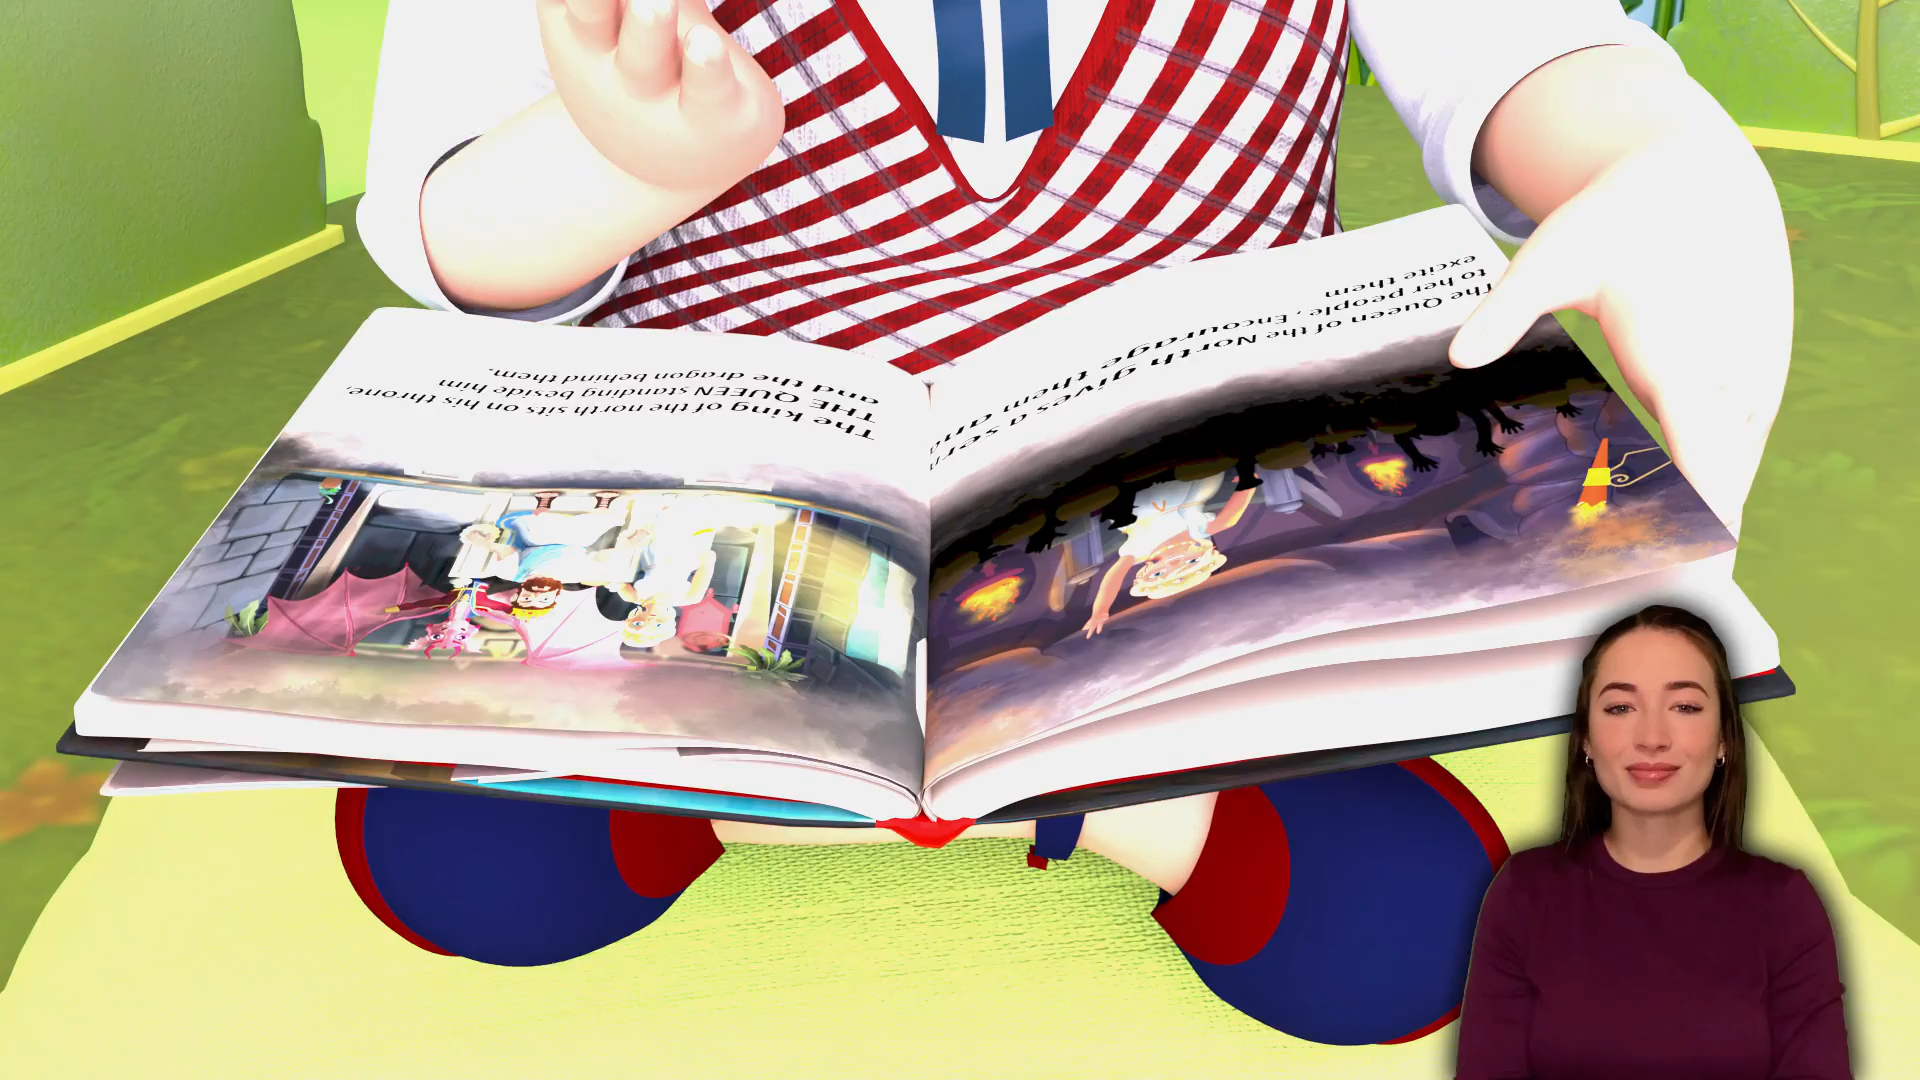 The king of the north sits on his throne,
THE QUEEN standing beside him
and the dragon behind them.
The Queen of the North gives a
to her people, Encourage them and
excite them